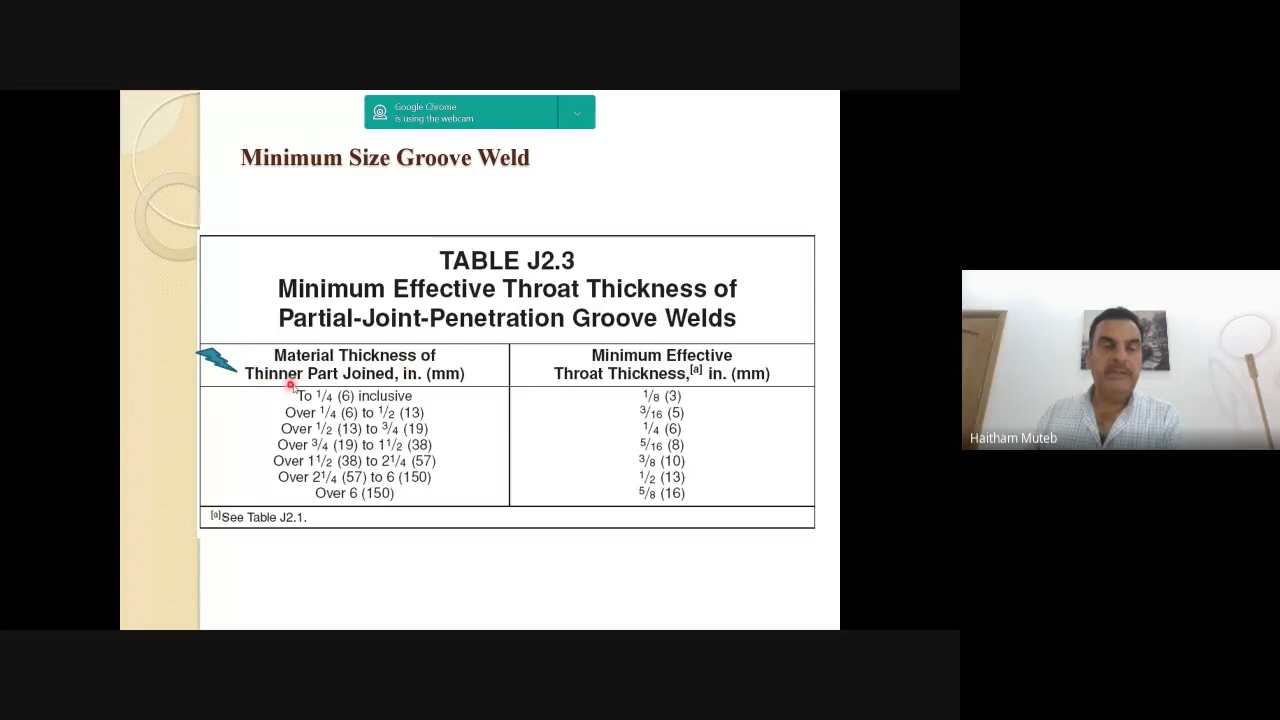 Google Chrome
is using the webcam
Minimum Size Groove Weld
TABLE J2.3
Minimum Effective Throat Thickness of
Partial-Joint-Penetration Groove Welds
Material Thickness of
Thinner Part Joined, in. (mm)
Minimum Effective
Throat Thickness,[a] in. (mm)
To 1/4 (6) inclusive
1/8 (3)
Over 1/4 (6) to 1/2 (13)
3/16 (5)
Over 1/2 (13) to 3/4 (19)
1/4 (6)
Over 3/4 (19) to 11/2 (38)
5/16 (8)
Over 11/2 (38) to 21/4 (57)
3/8 (10)
Over 21/4 (57) to 6 (150)
1/2 (13)
Over 6 (150)
5/8 (16)
[a]See Table J2.1.
Haitham Muteb